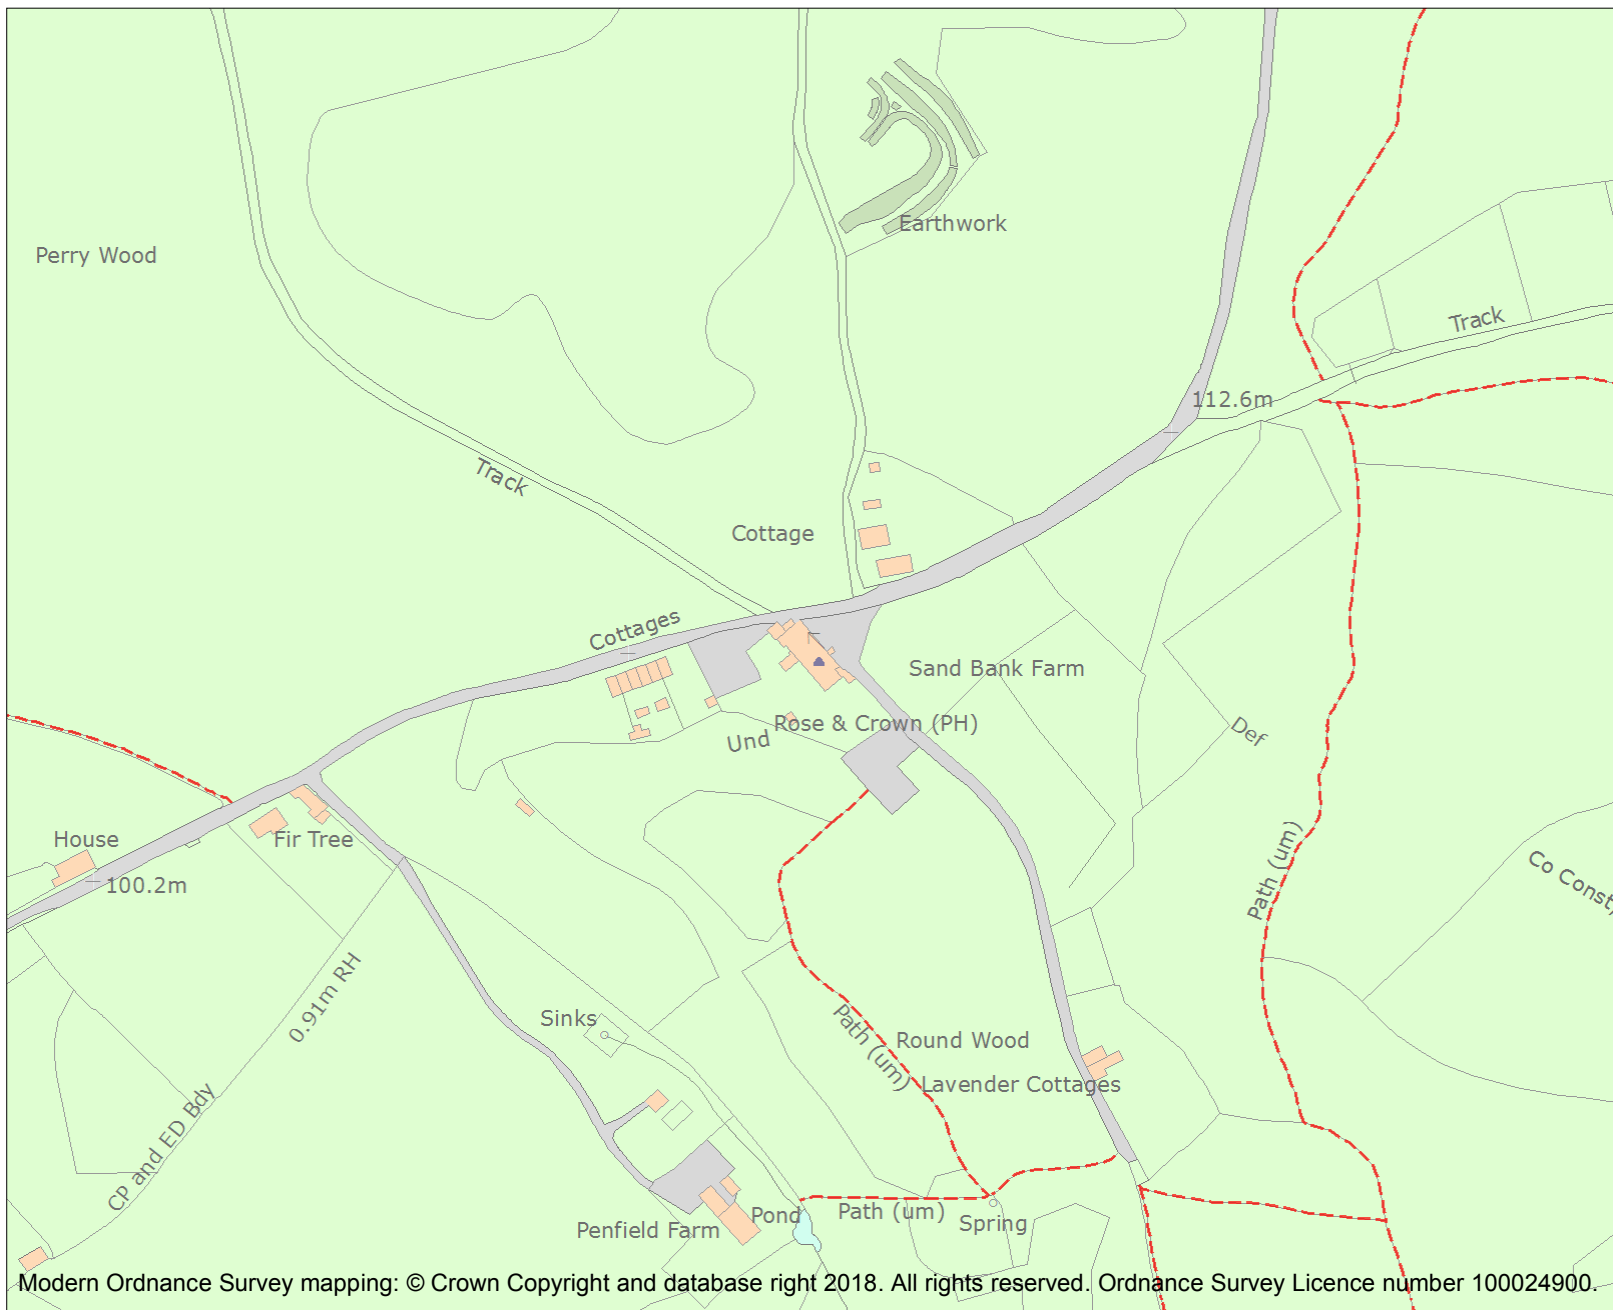 Earthwork
Perry Wood
Track
112.6m
Track
Cottage
Cottages
Sand Bank Farm
Rose & Crown (PH)
Und
Def
House
Fir Tree
100.2m
Path (um)
Co Const,
0.91m RH
Sinks
Path (um)
Round Wood
Lavender Cottages
CP and ED Bdy
Penfield Farm
Pond
Path (um)
Spring
Modern Ordnance Survey mapping: © Crown Copyright and database right 2018. All rights reserved. Ordnance Survey Licence number 100024900.